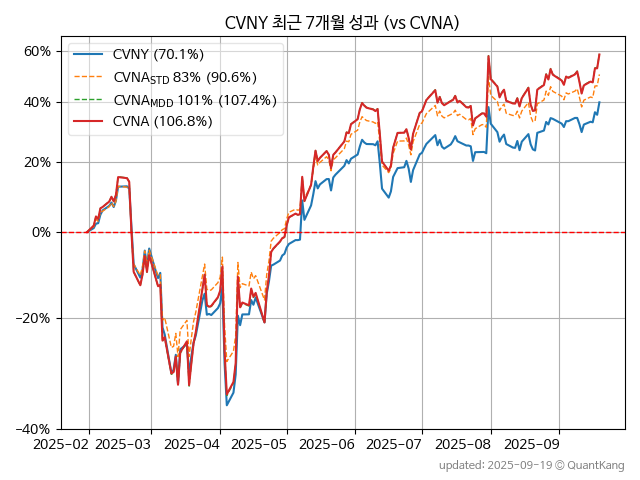 CVNY 최근 7개월 성과 (vs CVNA)
CVNY (70.1%)
CVNA_STD 83% (90.6%)
CVNA_MDD 101% (107.4%)
CVNA (106.8%)
60%
40%
20%
0%
−20%
−40%
2025-02 2025-03 2025-04 2025-05 2025-06 2025-07 2025-08 2025-09
updated: 2025-09-19 © QuantKang